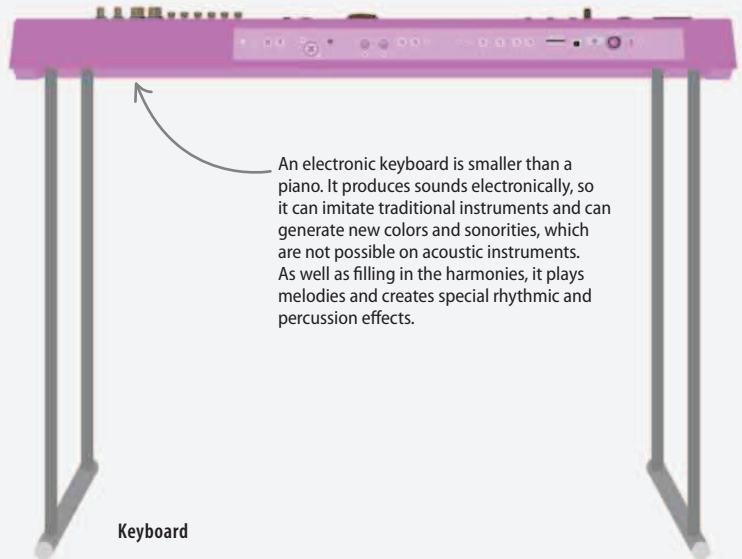 An electronic keyboard is smaller than a
piano. It produces sounds electronically, so
it can imitate traditional instruments and can
generate new colors and sonorities, which
are not possible on acoustic instruments.
As well as filling in the harmonies, it plays
melodies and creates special rhythmic and
percussion effects.
Keyboard